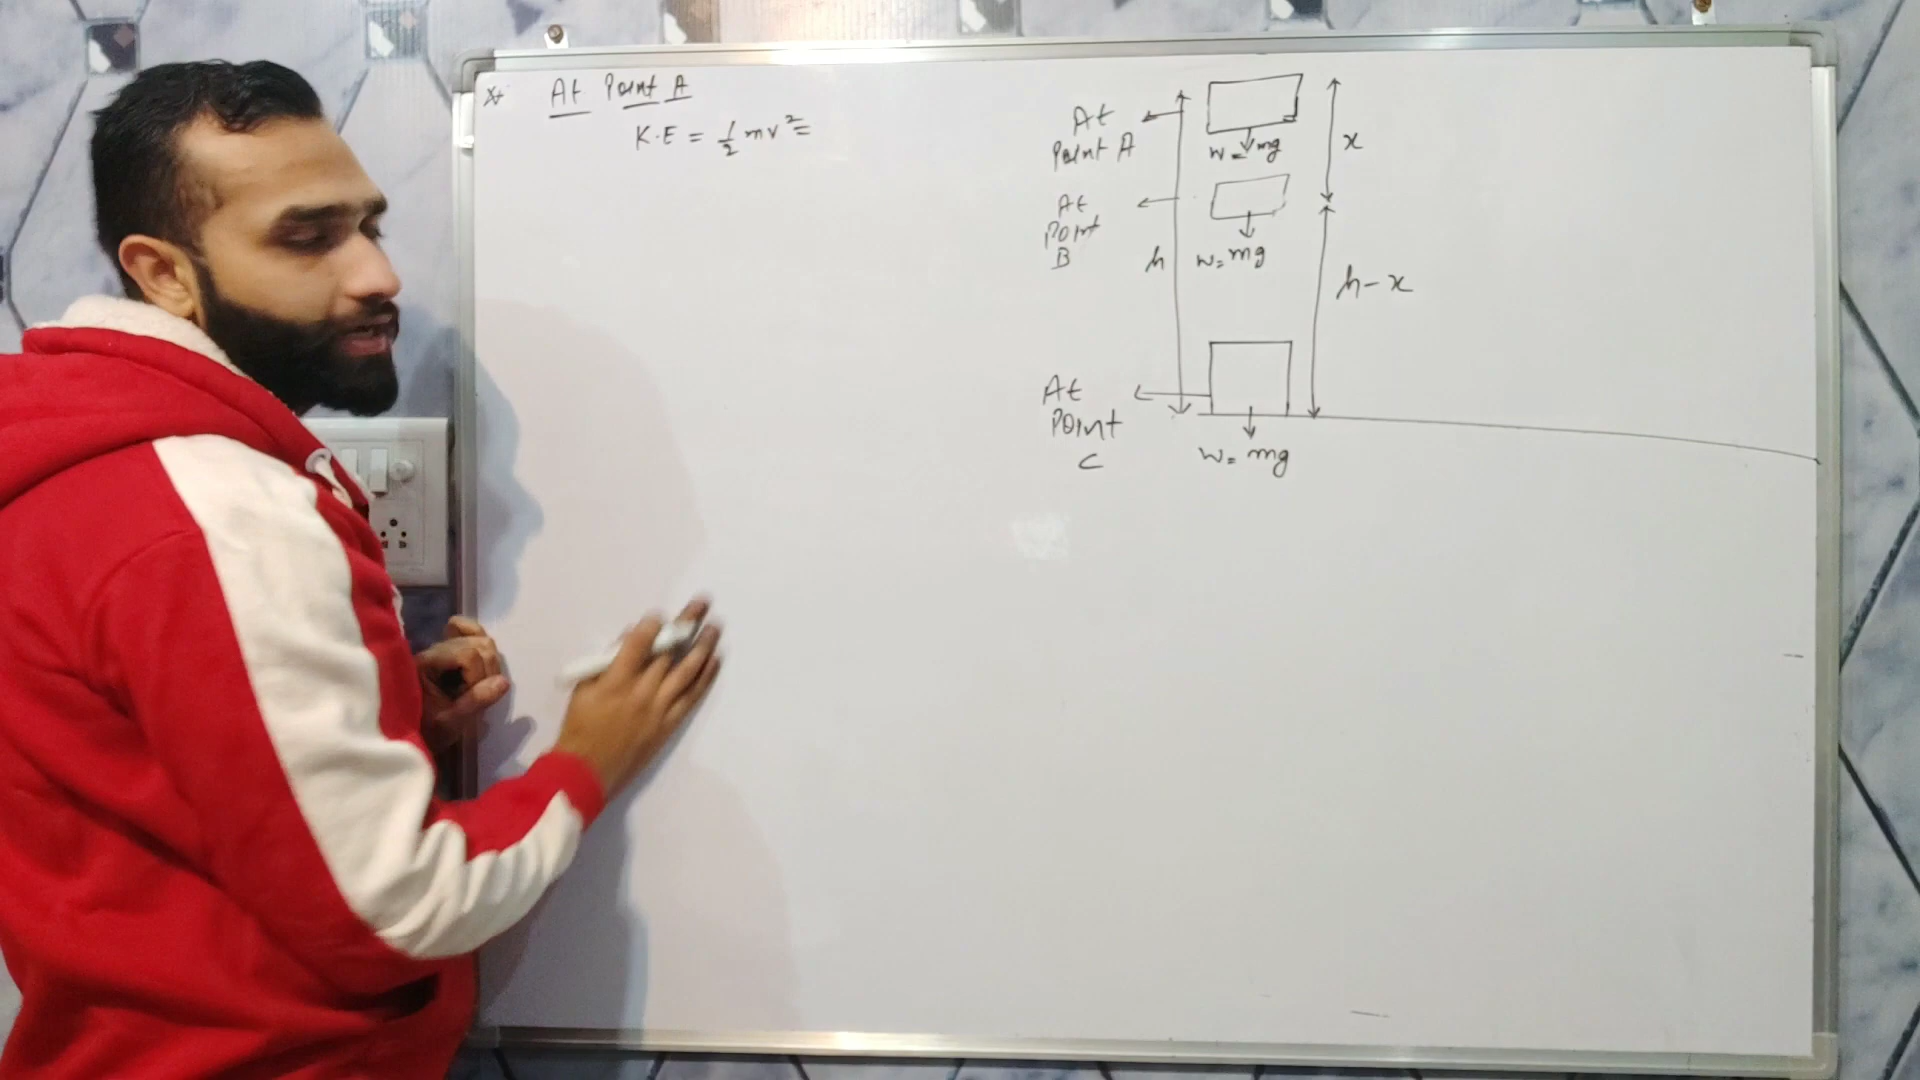 At Point A
K.E = 1/2 mv² =
At
Point A
w = mg
x
At
Point
B
h
w = mg
h - x
At
Point
C
w = mg